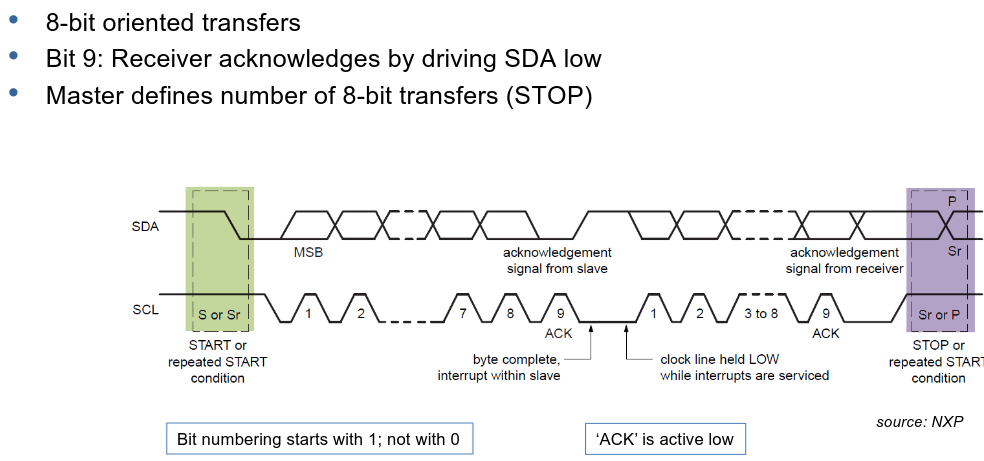 8-bit oriented transfers
Bit 9: Receiver acknowledges by driving SDA low
Master defines number of 8-bit transfers (STOP)
P
SDA
MSB
acknowledgement
signal from slave
acknowledgement
signal from receiver
Sr
SCL
S or Sr
1
2
7
8
9
1
2
3 to 8
9
Sr or P
ACK
ACK
START or
repeated START
condition
byte complete,
interrupt within slave
clock line held LOW
while interrupts are serviced
STOP or
repeated START
condition
source: NXP
Bit numbering starts with 1; not with 0
‘ACK’ is active low